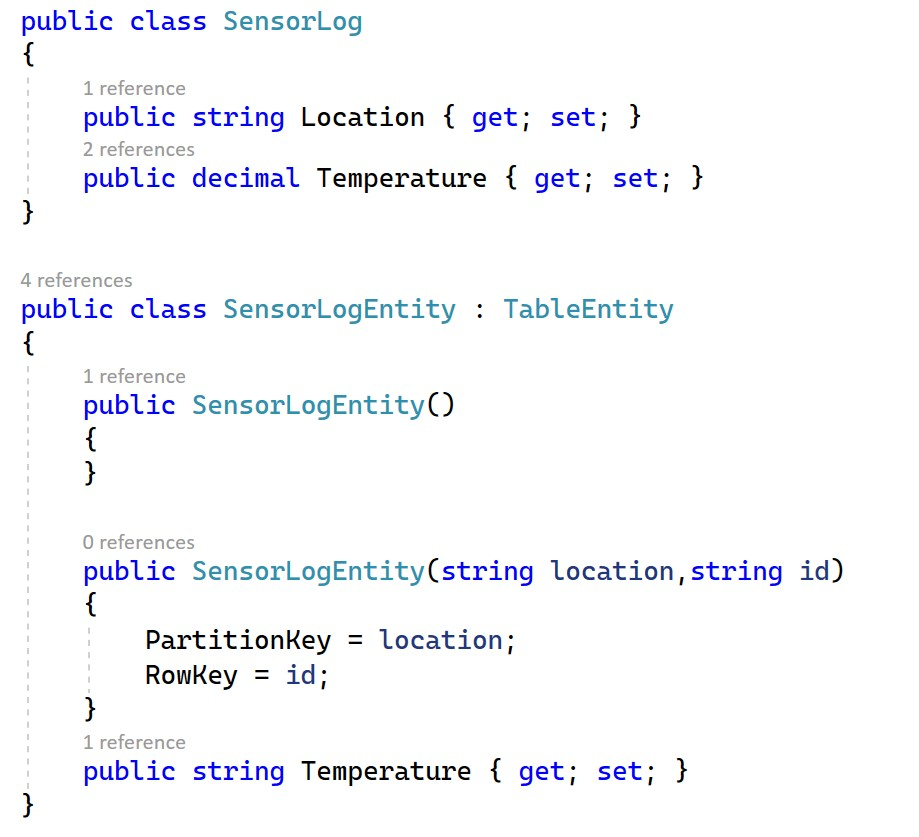 public class SensorLog
{
1 reference
public string Location { get; set; }
2 references
public decimal Temperature { get; set; }
}
4 references
public class SensorLogEntity : TableEntity
{
1 reference
public SensorLogEntity()
{
}
0 references
public SensorLogEntity(string location,string id)
{
PartitionKey = location;
RowKey = id;
}
1 reference
public string Temperature { get; set; }
}